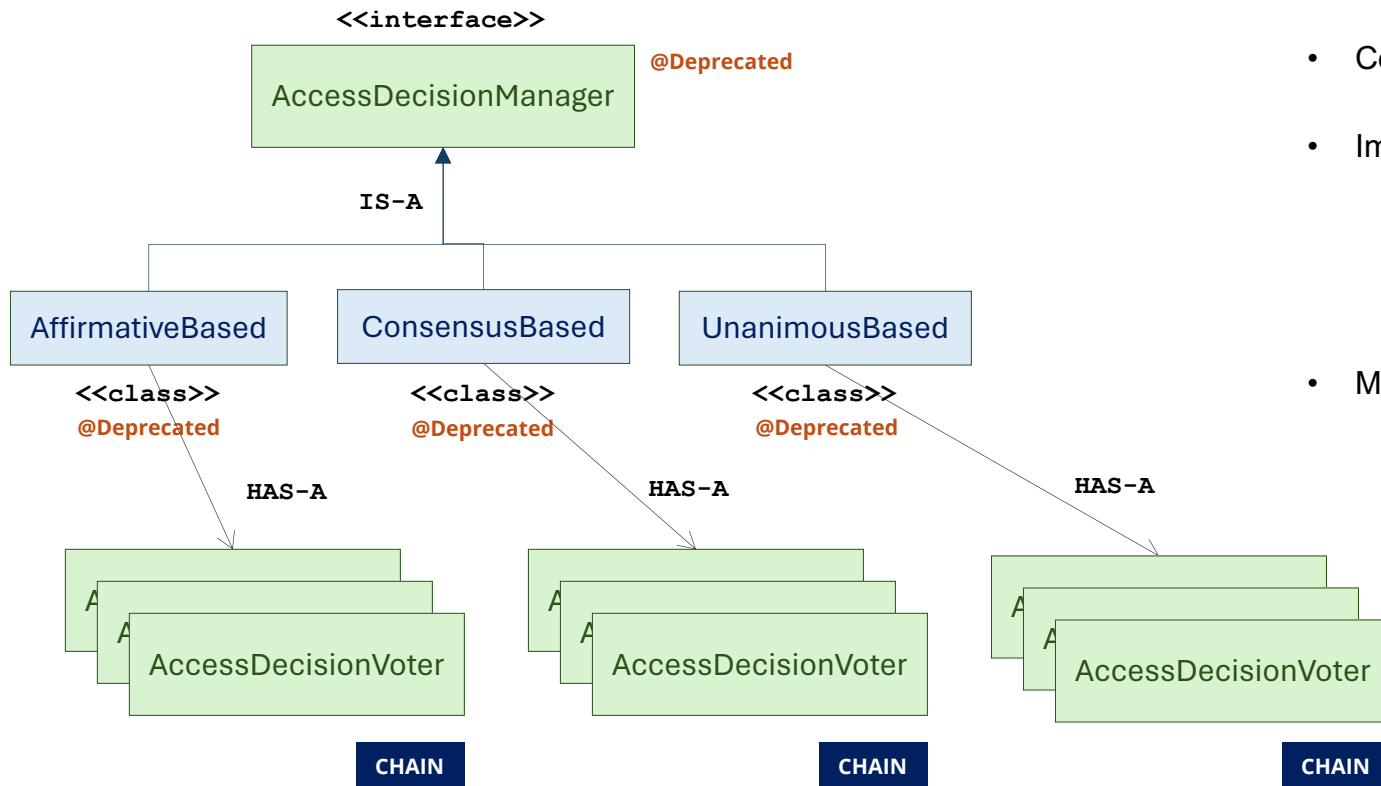 <<interface>>
AccessDecisionManager
@Deprecated
IS-A
AffirmativeBased
ConsensusBased
UnanimousBased
<<class>>
<<class>>
<<class>>
@Deprecated
@Deprecated
@Deprecated
HAS-A
HAS-A
HAS-A
A
A
AccessDecisionVoter
A
A
AccessDecisionVoter
A
A
AccessDecisionVoter
CHAIN
CHAIN
CHAIN